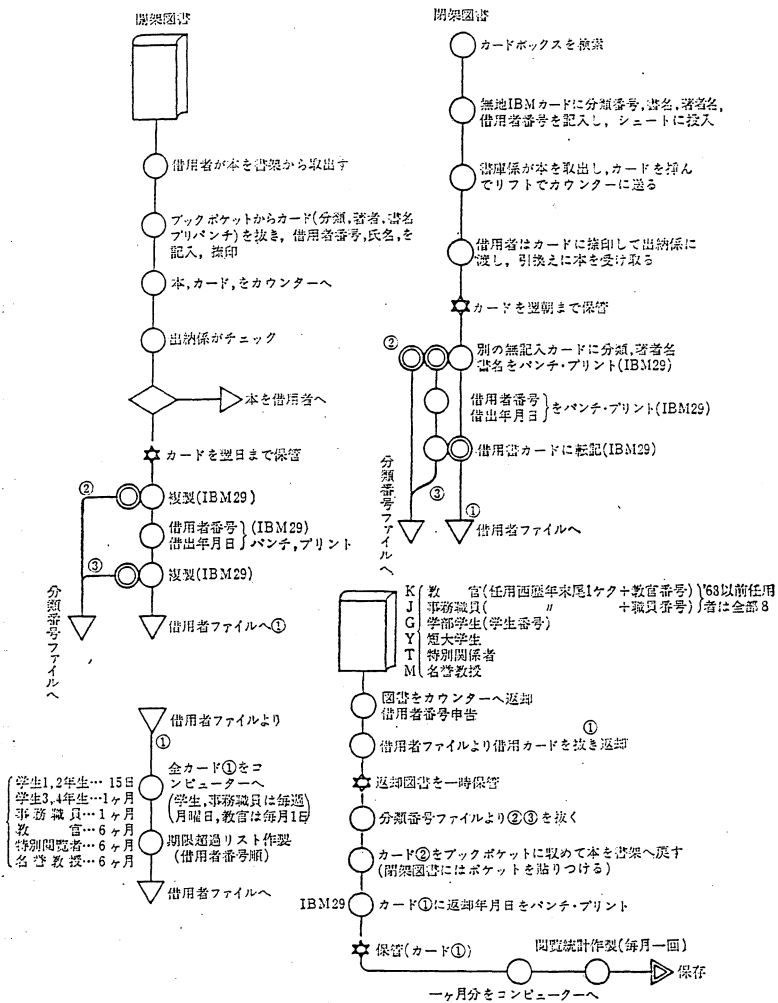 開架図書
借用者が本を書架から取出す
ブックポケットからカード(分類,著者,書名
プリパンチ)を抜き,借用者番号,氏名,を
記入,捺印
本,カード,をカウンターへ
出納係がチェック
本を借用者へ
カードを翌日まで保管
②
複製(IBM29)
借用者番号}(IBM29)
借出年月日}パンチ,プリント
③
複製(IBM29)
分類番号ファイルへ
借用者ファイルへ①
閉架図書
カードボックスを検索
無地IBMカードに分類番号,書名,著者名,
借用者番号を記入し,シュートに投入
書庫係が本を取出し,カードを挿ん
でリフトでカウンターに送る
借用者はカードに捺印して出納係に
渡し,引換えに本を受け取る
カードを翌朝まで保管
②
別の無記入カードに分類,著者名
書名をパンチ・プリント(IBM29)
借用者番号
借出年月日}をパンチ・プリント(IBM29)
借用書カードに転記(IBM29)
③
①
分類番号ファイルへ
借用者ファイルへ
借用者ファイルより
①
全カード①をコ
ンピューターへ
(学生,事務職員は毎週
月曜日,教官は毎月1日)
学生1,2年生… 15日
学生3,4年生…1ヶ月
事務職員…1ヶ月
教官…6ヶ月
特別閲覧者…6ヶ月
名誉教授…6ヶ月
期限超過リスト作製
(借用者番号順)
借用者ファイルへ
K 教官(任用西歴年末尾1ケタ+教官番号)}'63以前任用
J 事務職員( 〃 +職員番号)}者は全部8
G 学部学生(学生番号)
Y 短大学生
T 特別関係者
M 名誉教授
図書をカウンターへ返却
借用者番号申告
①
借用者ファイルより借用カードを抜き返却
返却図書を一時保管
分類番号ファイルより②③を抜く
カード②をブックポケットに収めて本を書架へ戻す
(閉架図書にはポケットを貼りつける)
IBM29
カード①に返却年月日をパンチ・プリント
保管(カード①)
閲覧統計作製(毎月一回)
保存
一ヶ月分をコンピューターへ